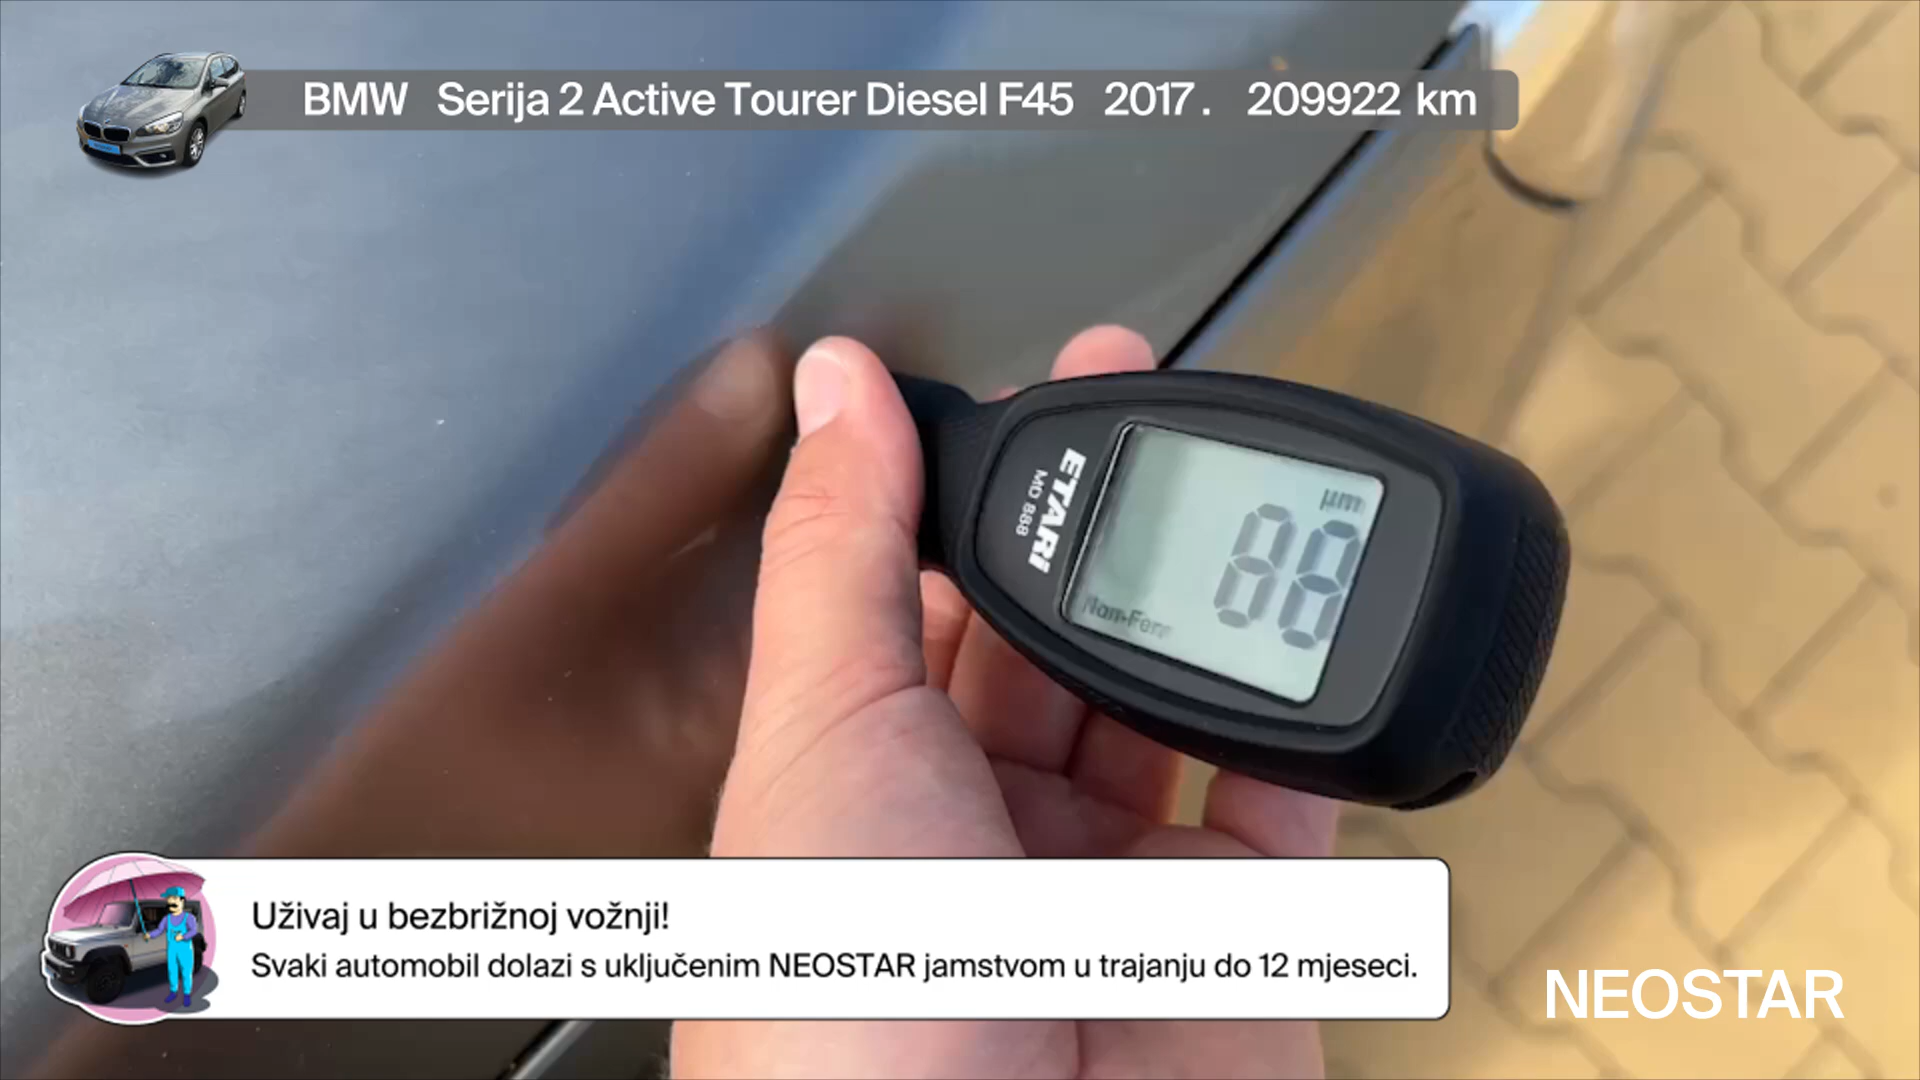 BMW Serija 2 Active Tourer Diesel F45 2017. 209922 km
ETARI
MD 888
µm
88
Uživaj u bezbrižnoj vožnji!
Svaki automobil dolazi s uključenim NEOSTAR jamstvom u trajanju do 12 mjeseci.
NEOSTAR